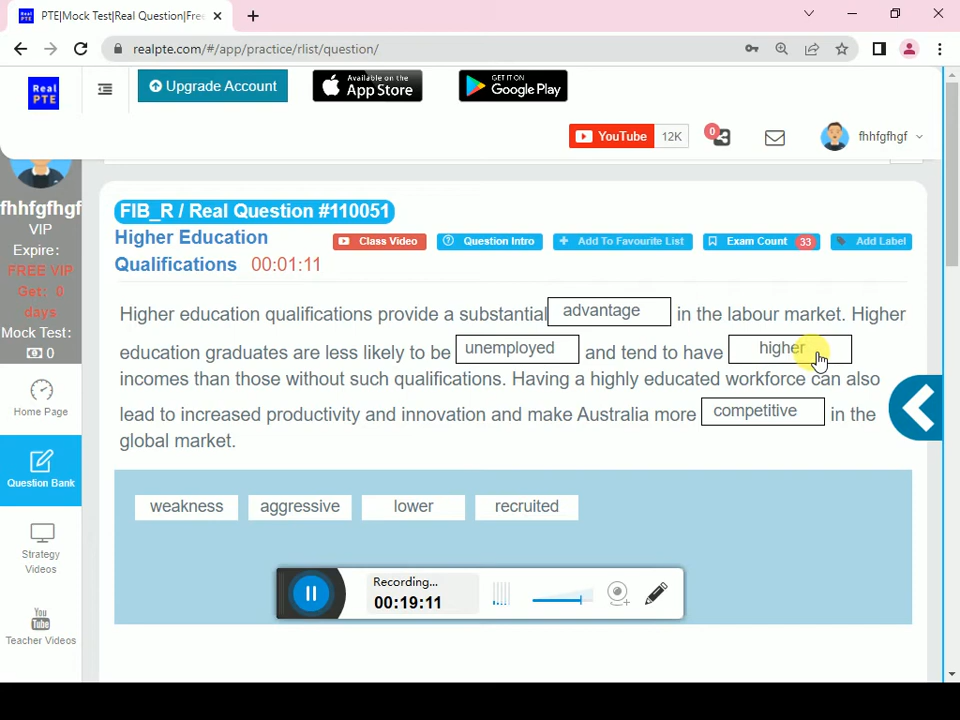 PTE|Mock Test|Real Question|Fre
realpte.com/#/app/practice/rlist/question/
Real PTE
Upgrade Account
Available on the App Store
GET IT ON Google Play
YouTube 12K
0
fhhfgfhgf
fhhfgfhgf
VIP
Expire:
FREE VIP
Get: 0
days
Mock Test:
0
Home Page
Question Bank
Strategy
Videos
You Tube
Teacher Videos
FIB_R / Real Question #110051
Higher Education
Qualifications 00:01:11
Class Video
Question Intro
Add To Favourite List
Exam Count 33
Add Label
Higher education qualifications provide a substantial advantage in the labour market. Higher
education graduates are less likely to be unemployed and tend to have higher
incomes than those without such qualifications. Having a highly educated workforce can also
lead to increased productivity and innovation and make Australia more competitive in the
global market.
weakness aggressive lower recruited
Recording...
00:19:11